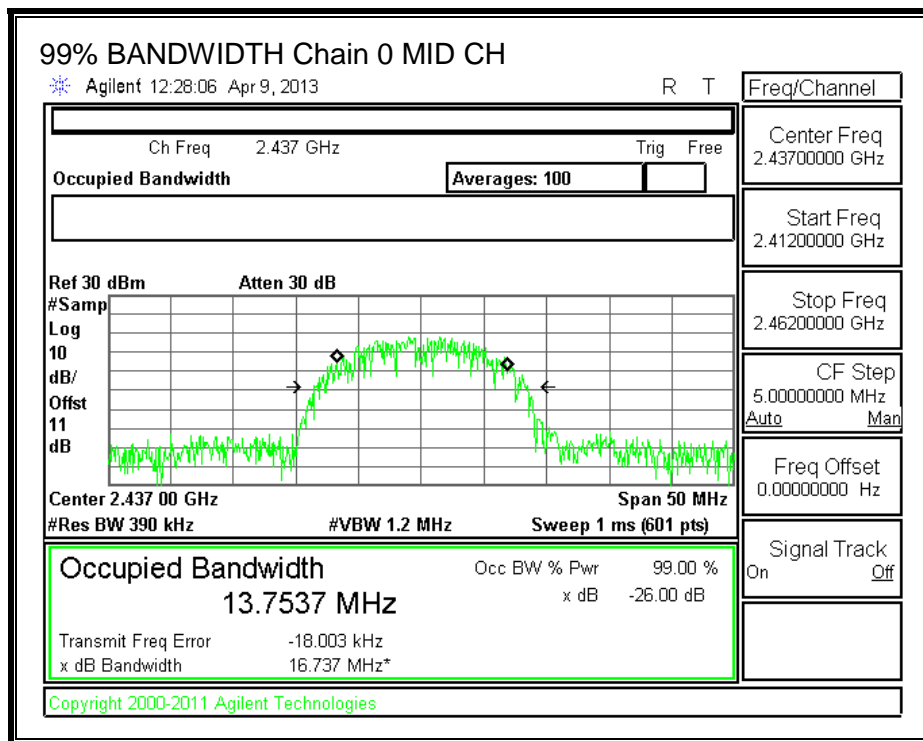 99% BANDWIDTH Chain 0 MID CH
Agilent 12:28:06 Apr 9, 2013 R T
Ch Freq 2.437 GHz Trig Free
Occupied Bandwidth Averages: 100
Ref 30 dBm Atten 30 dB
#Samp
Log
10
dB/
Offst
11
dB
Center 2.437 00 GHz Span 50 MHz
#Res BW 390 kHz #VBW 1.2 MHz Sweep 1 ms (601 pts)
Occupied Bandwidth Occ BW % Pwr 99.00 %
13.7537 MHz x dB -26.00 dB
Transmit Freq Error -18.003 kHz
x dB Bandwidth 16.737 MHz*
Copyright 2000-2011 Agilent Technologies
Freq/Channel
Center Freq
2.43700000 GHz
Start Freq
2.41200000 GHz
Stop Freq
2.46200000 GHz
CF Step
5.00000000 MHz
Auto Man
Freq Offset
0.00000000 Hz
Signal Track
On Off